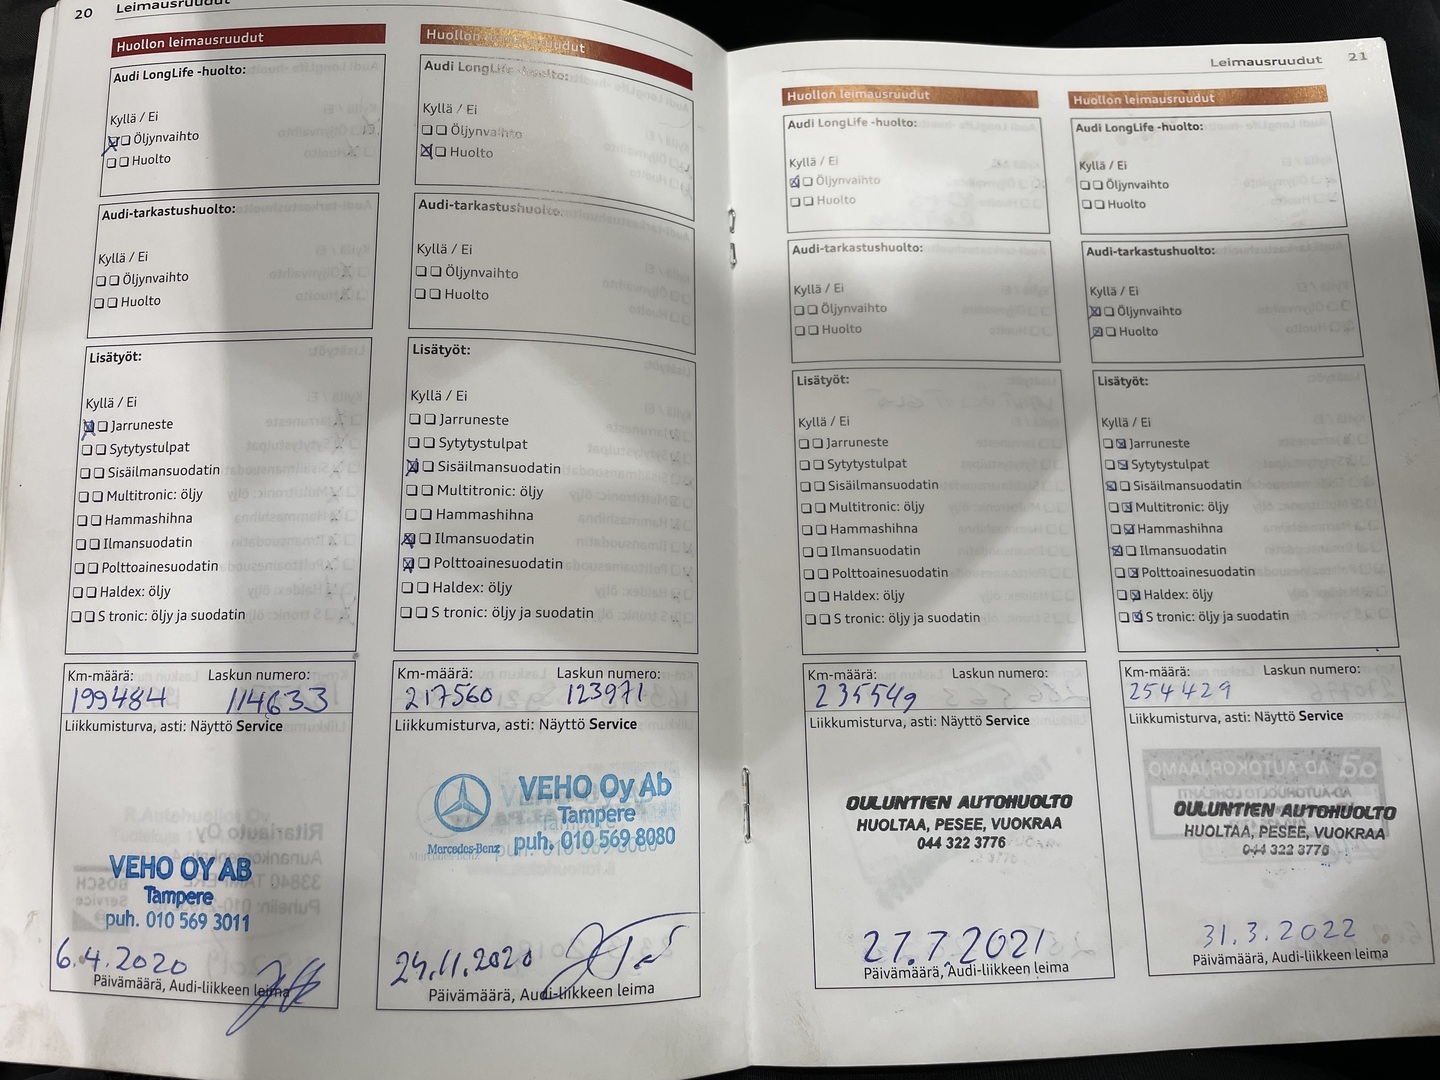 20 Leimausruudut
Huollon leimausruudut
Audi LongLife -huolto:
Kyllä / Ei
Öljynvaihto
Huolto
Audi-tarkastushuolto:
Kyllä / Ei
Öljynvaihto
Huolto
Lisätyöt:
Kyllä / Ei
Jarruneste
Sytytystulpat
Sisäilmansuodatin
Multitronic: öljy
Hammashihna
Ilmansuodatin
Polttoainesuodatin
Haldex: öljy
S tronic: öljy ja suodatin
Km-määrä: Laskun numero:
199484 114633
Liikkumisturva, asti: Näyttö Service
VEHO OY AB
Tampere
puh. 010 569 3011
6.4.2020
Päivämäärä, Audi-liikkeen leima
Huollon leimausruudut
Audi LongLife -huolto:
Kyllä / Ei
Öljynvaihto
Huolto
Audi-tarkastushuolto:
Kyllä / Ei
Öljynvaihto
Huolto
Lisätyöt:
Kyllä / Ei
Jarruneste
Sytytystulpat
Sisäilmansuodatin
Multitronic: öljy
Hammashihna
Ilmansuodatin
Polttoainesuodatin
Haldex: öljy
S tronic: öljy ja suodatin
Km-määrä: Laskun numero:
217560 123971
Liikkumisturva, asti: Näyttö Service
VEHO Oy Ab
Tampere
Mercedes-Benz puh. 010 569 8080
24.11.2020
Päivämäärä, Audi-liikkeen leima
Leimausruudut 21
Huollon leimausruudut
Audi LongLife -huolto:
Kyllä / Ei
Öljynvaihto
Huolto
Audi-tarkastushuolto:
Kyllä / Ei
Öljynvaihto
Huolto
Lisätyöt:
Kyllä / Ei
Jarruneste
Sytytystulpat
Sisäilmansuodatin
Multitronic: öljy
Hammashihna
Ilmansuodatin
Polttoainesuodatin
Haldex: öljy
S tronic: öljy ja suodatin
Km-määrä: Laskun numero:
235549
Liikkumisturva, asti: Näyttö Service
OULUNTIEN AUTOHUOLTO
HUOLTAA, PESEE, VUOKRAA
044 322 3776
27.7.2021
Päivämäärä, Audi-liikkeen leima
Huollon leimausruudut
Audi LongLife -huolto:
Kyllä / Ei
Öljynvaihto
Huolto
Audi-tarkastushuolto:
Kyllä / Ei
Öljynvaihto
Huolto
Lisätyöt:
Kyllä / Ei
Jarruneste
Sytytystulpat
Sisäilmansuodatin
Multitronic: öljy
Hammashihna
Ilmansuodatin
Polttoainesuodatin
Haldex: öljy
S tronic: öljy ja suodatin
Km-määrä: Laskun numero:
254429
Liikkumisturva, asti: Näyttö Service
OULUNTIEN AUTOHUOLTO
HUOLTAA, PESEE, VUOKRAA
044 322 3776
31.3.2022
Päivämäärä, Audi-liikkeen leima